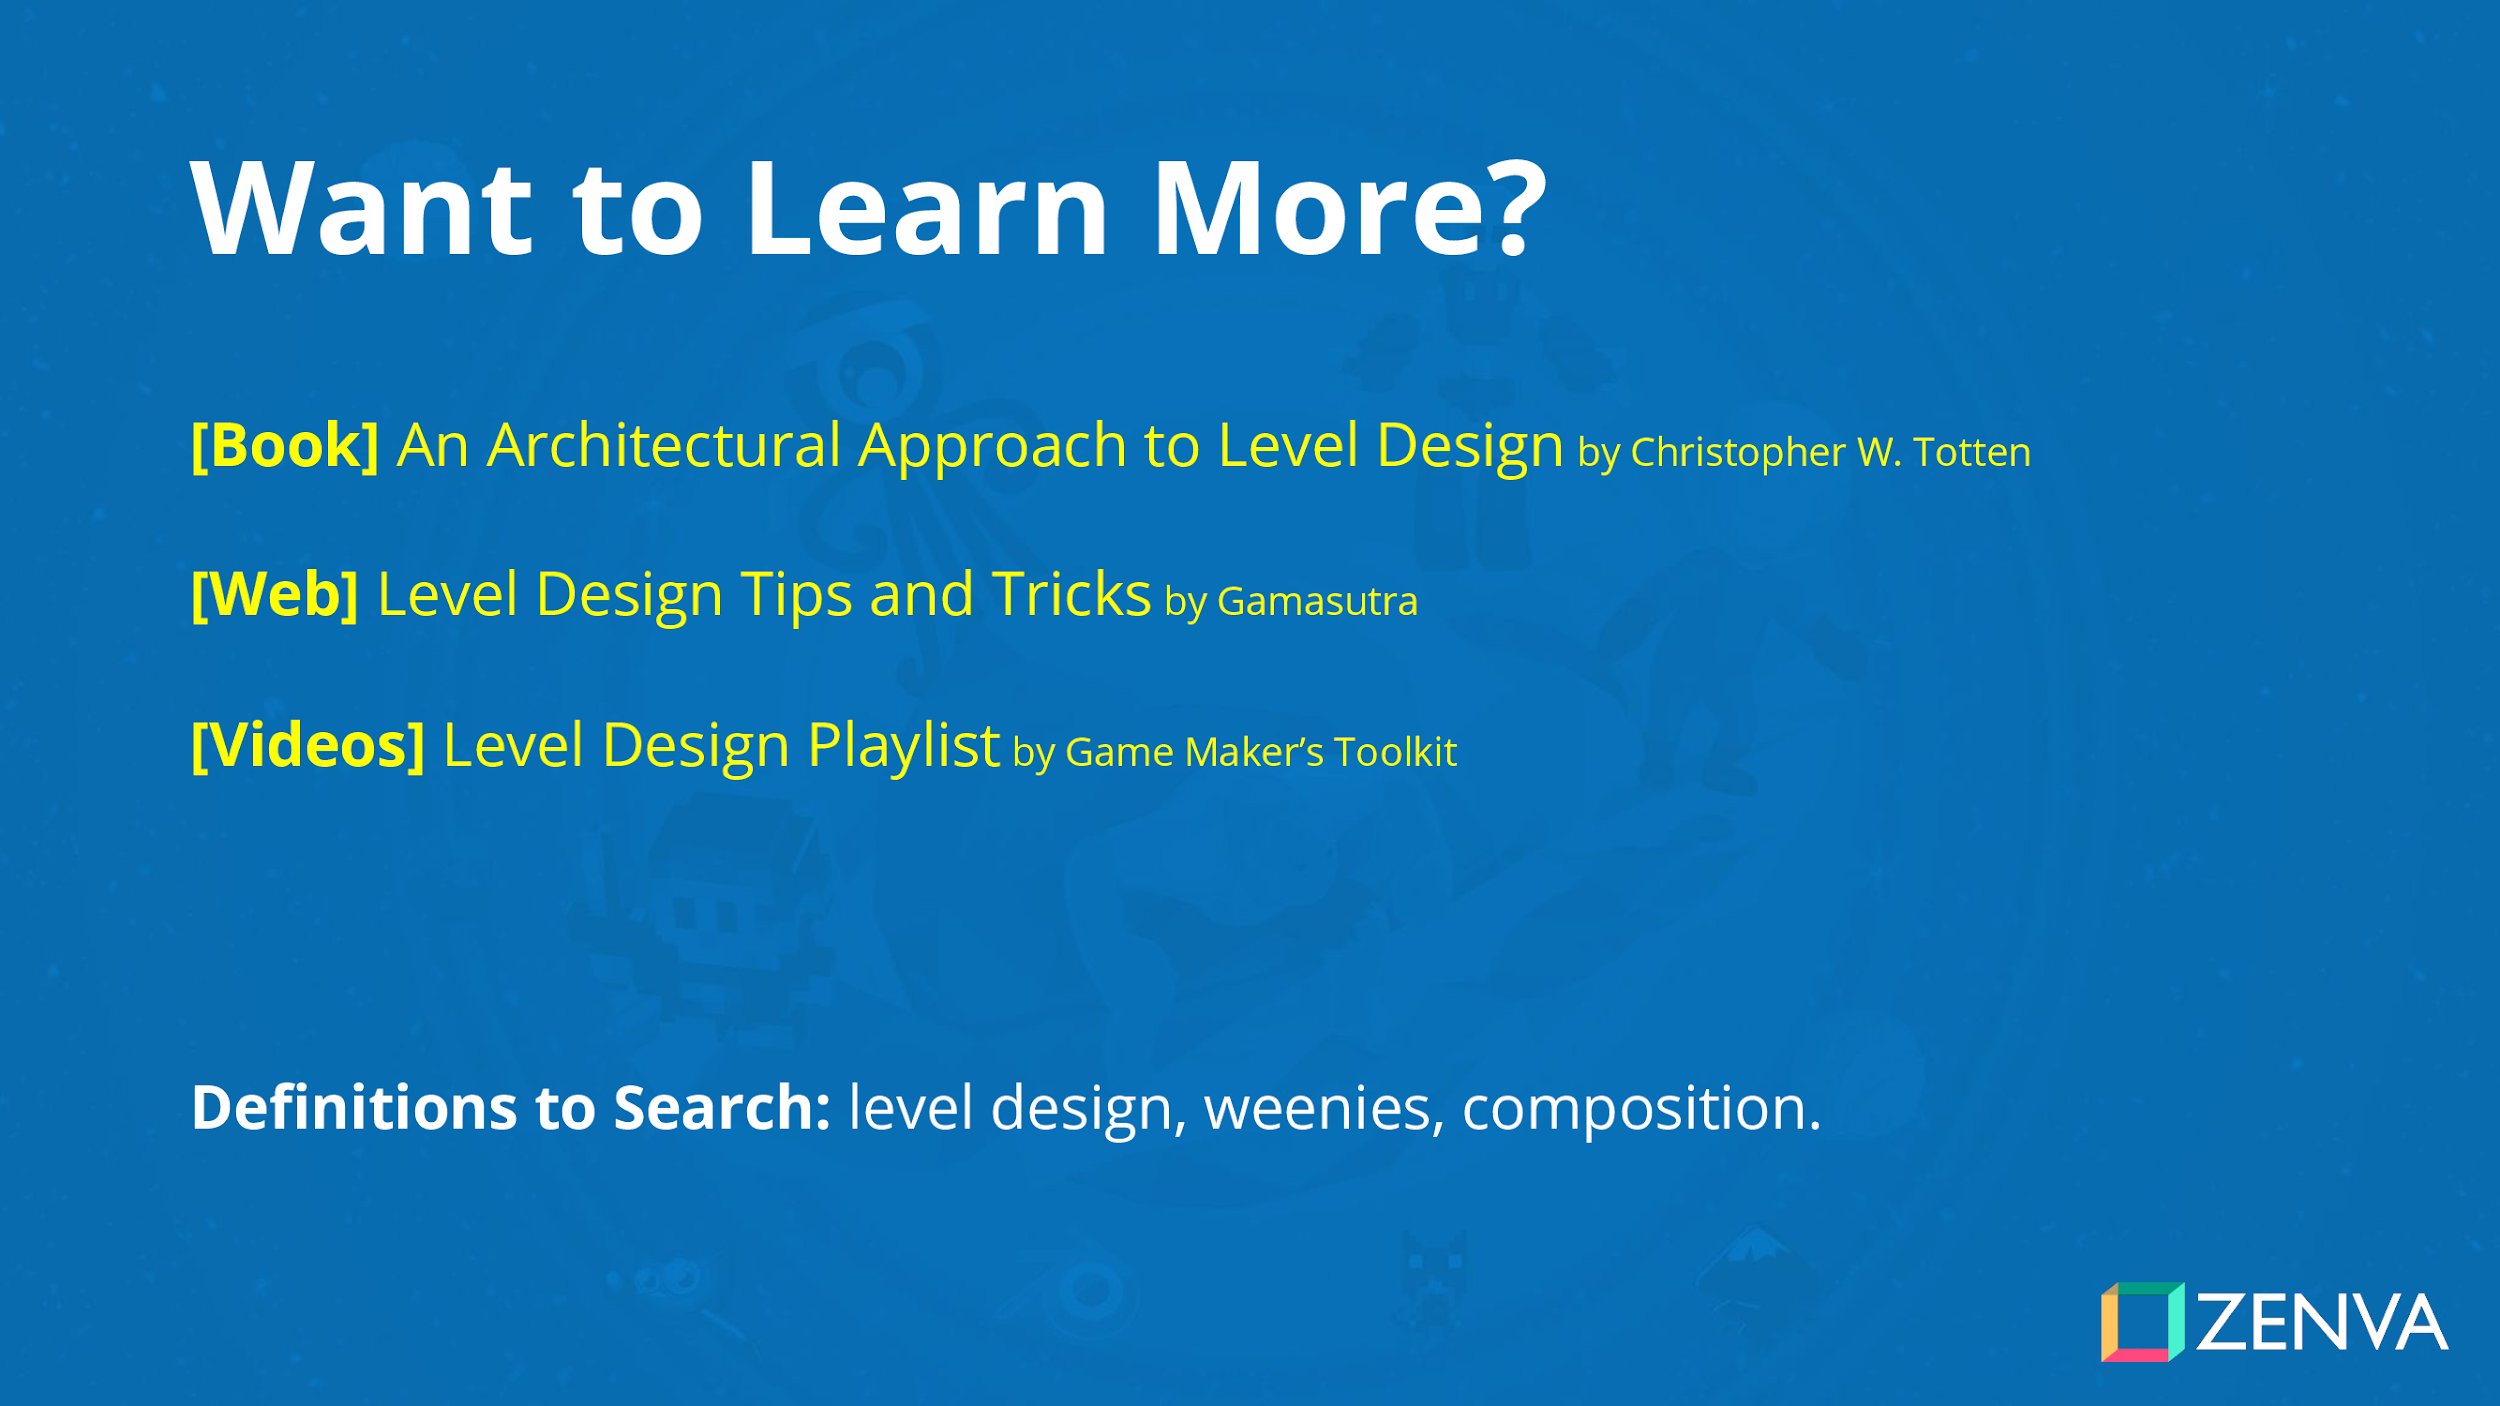 Want to Learn More?
[Book] An Architectural Approach to Level Design by Christopher W. Totten
[Web] Level Design Tips and Tricks by Gamasutra
[Videos] Level Design Playlist by Game Maker’s Toolkit
Definitions to Search: level design, weenies, composition.
ZENVA